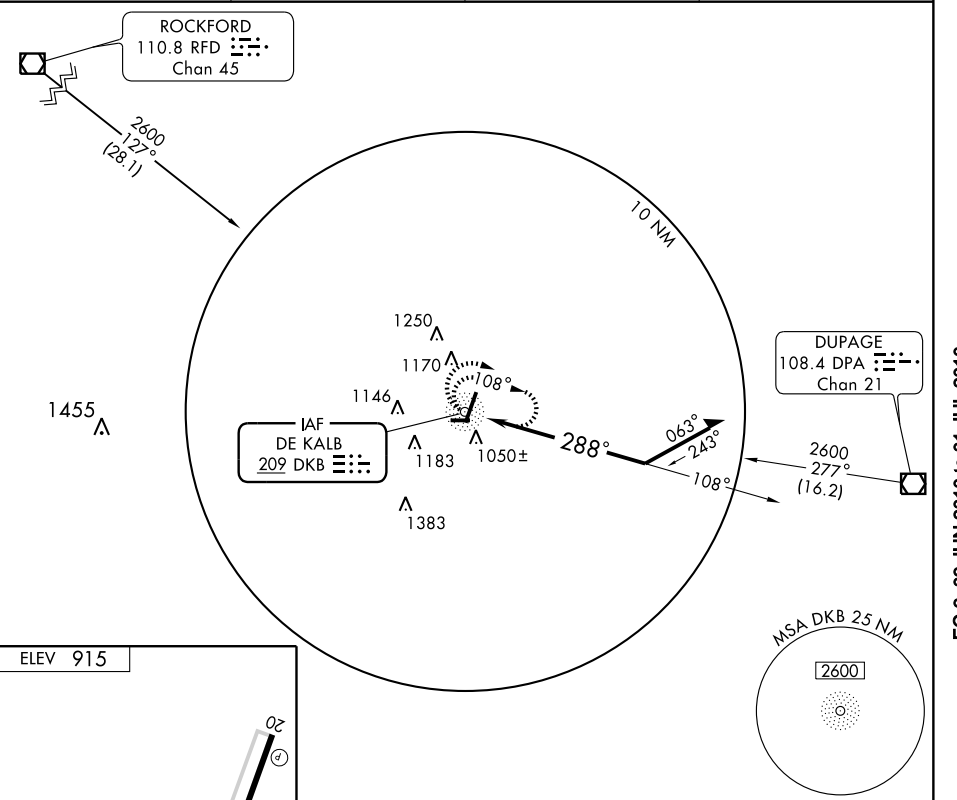 ROCKFORD
110.8 RFD
Chan 45
2600
127°
(28.1)
10 NM
1250
1170
108°
1146
1455
IAF
DE KALB
209 DKB
1183
1050±
1383
288°
063°
243°
108°
DUPAGE
108.4 DPA
Chan 21
2600
277°
(16.2)
MSA DKB 25 NM
2600
ELEV 915
20
P